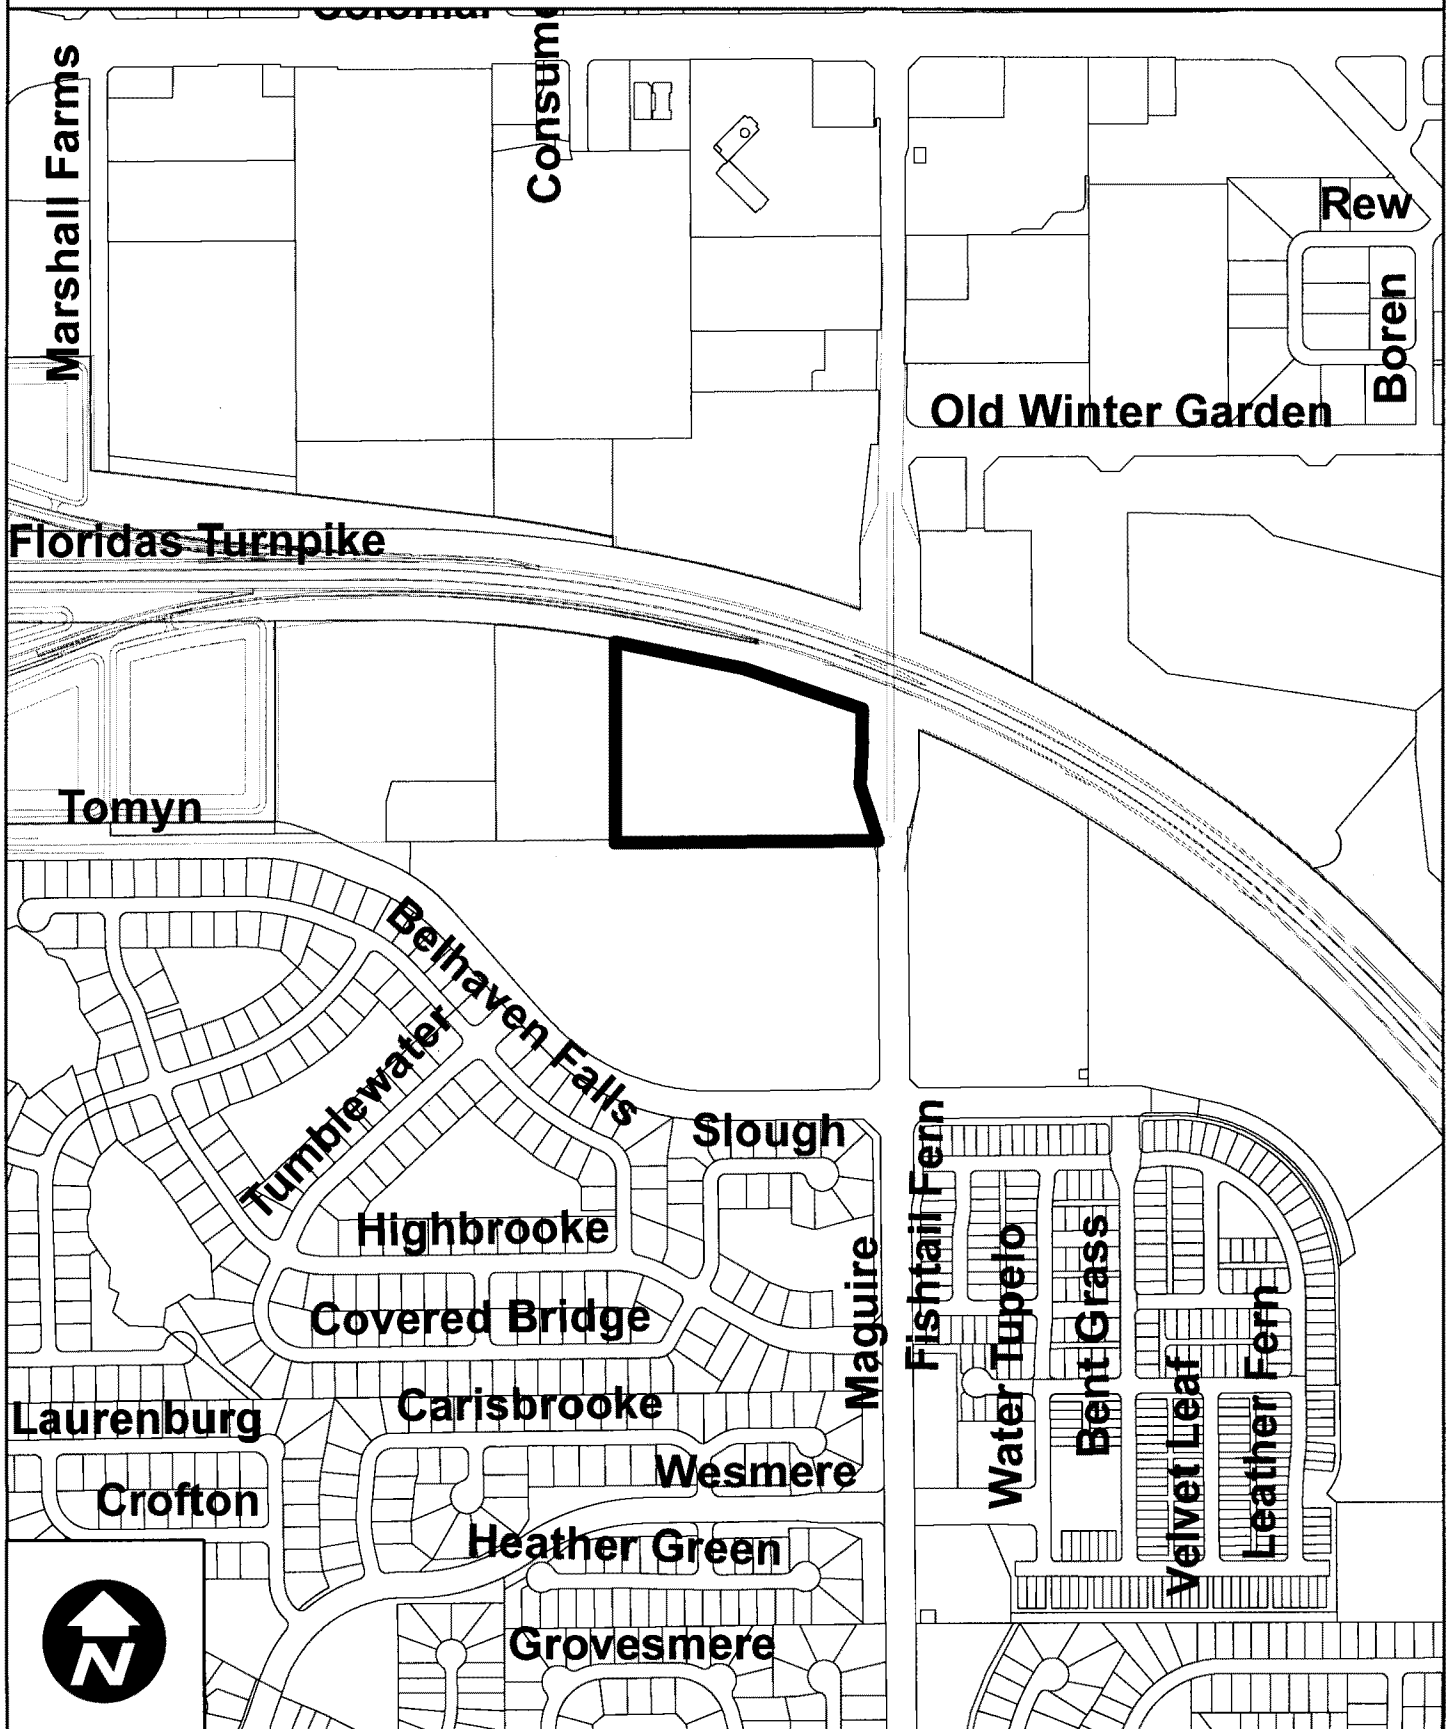 Colonial
Consume
Marshall Farms
Rew
Boren
Old Winter Garden
Floridas Turnpike
Tomyn
Belhaven Falls
Tumblewater
Slough
Fishtail Fern
Highbrooke
Water Tupelo
Bent Grass
Maguire
Covered Bridge
Leather Fern
Velvet Leaf
Carisbrooke
Laurenburg
Wesmere
Crofton
Heather Green
Grovesmere
N